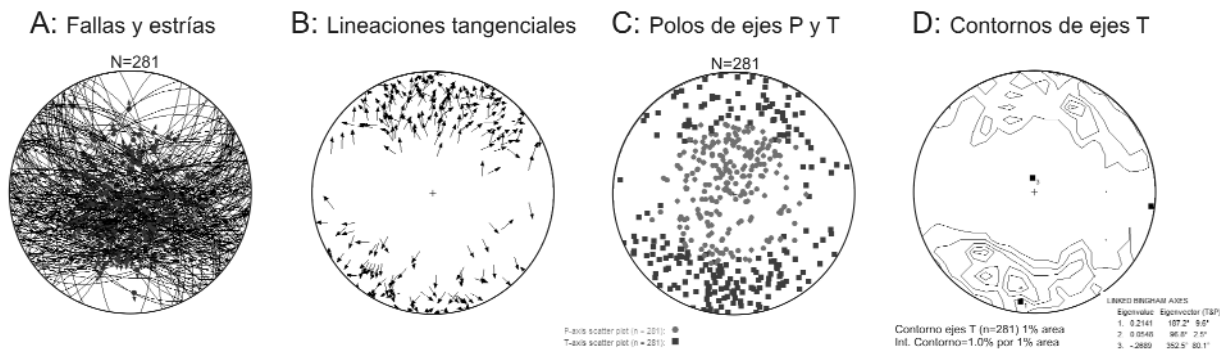 A: Fallas y estrías
B: Lineaciones tangenciales
C: Polos de ejes P y T
D: Contornos de ejes T
N=281
N=281
3
1
P-axis scatter plot (n = 281):
T-axis scatter plot (n = 281):
Contorno ejes T (n=281) 1% area
Int. Contorno=1.0% por 1% area
LINKED BINGHAM AXES
Eigenvalue Eigenvector (T&P)
1. 0.2141 187.2° 9.6°
2. 0.0548 96.8° 2.5°
3. -.2689 352.5° 80.1°